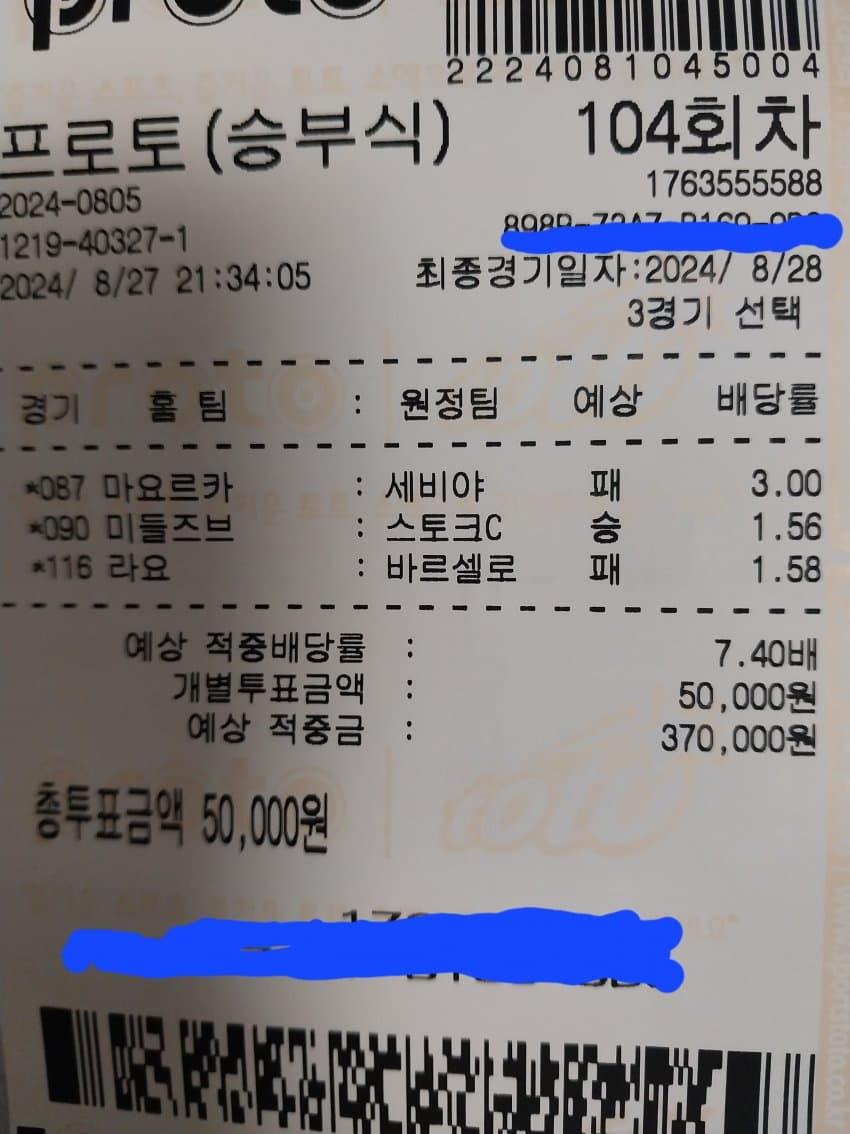 proto
2224081045004
프로토(승부식) 104회차
2024-0805 1763555588
1219-40327-1
2024/ 8/27 21:34:05 최종경기일자:2024/ 8/28
3경기 선택
경기 홈 팀 : 원정팀 예상 배당률
*087 마요르카 : 세비야 패 3.00
*090 미들즈브 : 스토크C 승 1.56
*116 라요 : 바르셀로 패 1.58
예상 적중배당률 : 7.40배
개별투표금액 : 50,000원
예상 적중금 : 370,000원
총투표금액 50,000원